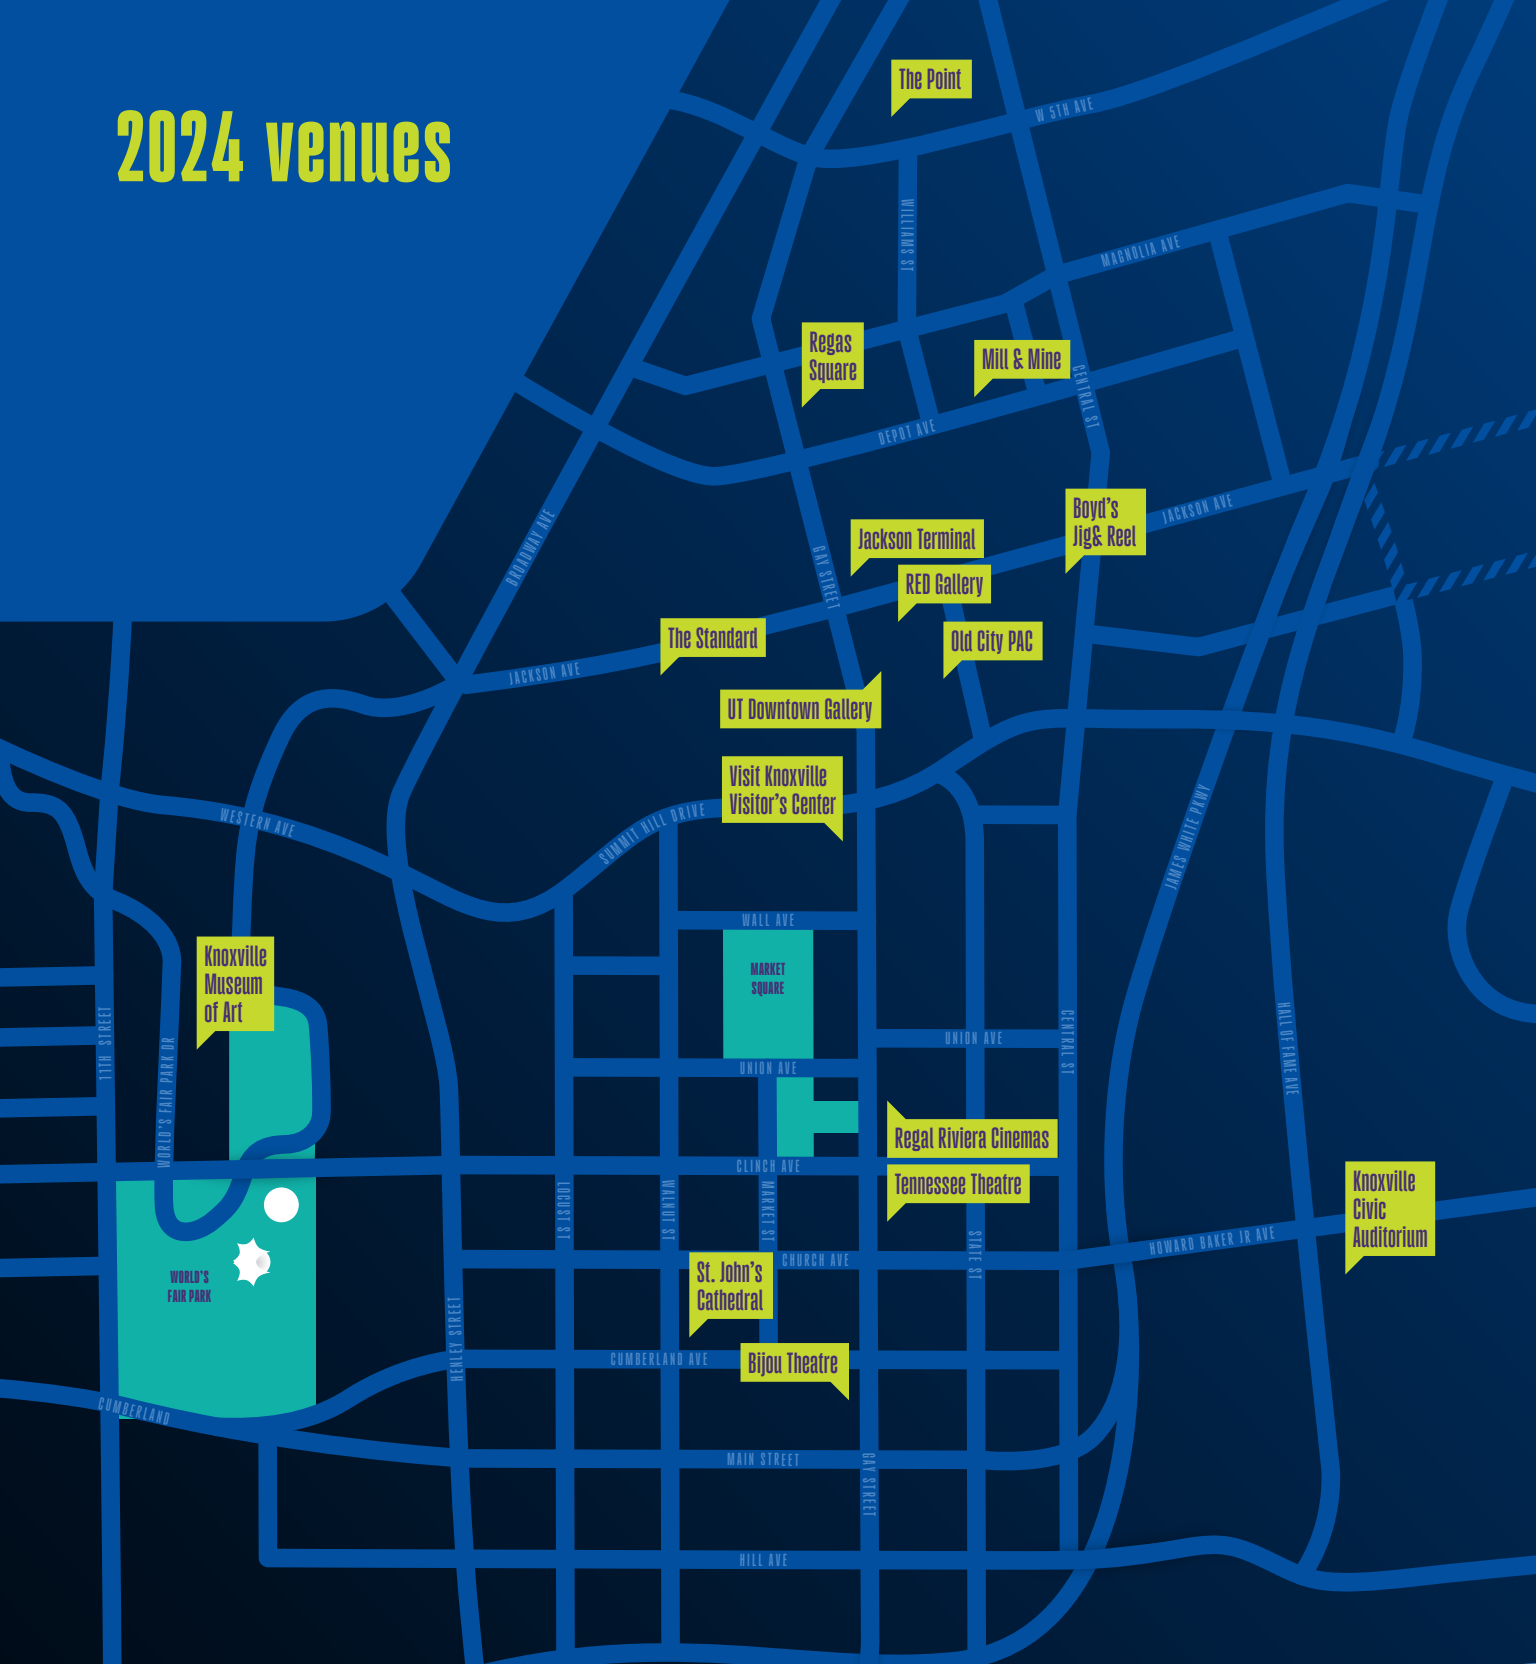 2024 venues
The Point
W 5TH AVE
WILLIAMS ST
MAGNOLIA AVE
Regas
Square
Mill & Mine
CENTRAL ST
DEPOT AVE
Boyd's
Jig& Reel
JACKSON AVE
BROADWAY AVE
Jackson Terminal
GAY STREET
RED Gallery
The Standard
Old City PAC
JACKSON AVE
UT Downtown Gallery
Visit Knoxville
Visitor's Center
WESTERN AVE
SUMMIT HILL DRIVE
JAMES WHITE PKWY
WALL AVE
Knoxville
Museum
of Art
MARKET
SQUARE
11TH STREET
WORLD'S FAIR PARK DR
UNION AVE
CENTRAL ST
HALL OF FAME AVE
UNION AVE
Regal Riviera Cinemas
CLINCH AVE
Tennessee Theatre
Knoxville
Civic
Auditorium
LOCUST ST
WALNUT ST
MARKET ST
STATE ST
HOWARD BAKER JR AVE
CHURCH AVE
WORLD'S
FAIR PARK
St. John's
Cathedral
HENLEY STREET
CUMBERLAND AVE
Bijou Theatre
CUMBERLAND
MAIN STREET
GAY STREET
HILL AVE